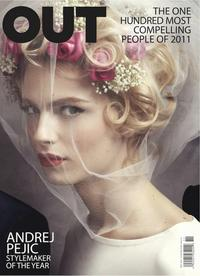 OUT
THE ONE
HUNDRED MOST
COMPELLING
PEOPLE OF 2011
ANDREJ
PEJIC
STYLEMAKER
OF THE YEAR